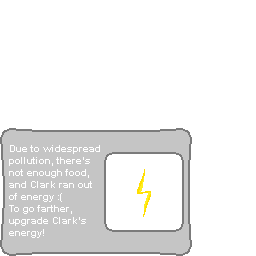 Due to widespread
pollution, there's
not enough food,
and Clark ran out
of energy :(
To go farther,
upgrade Clark's
energy!